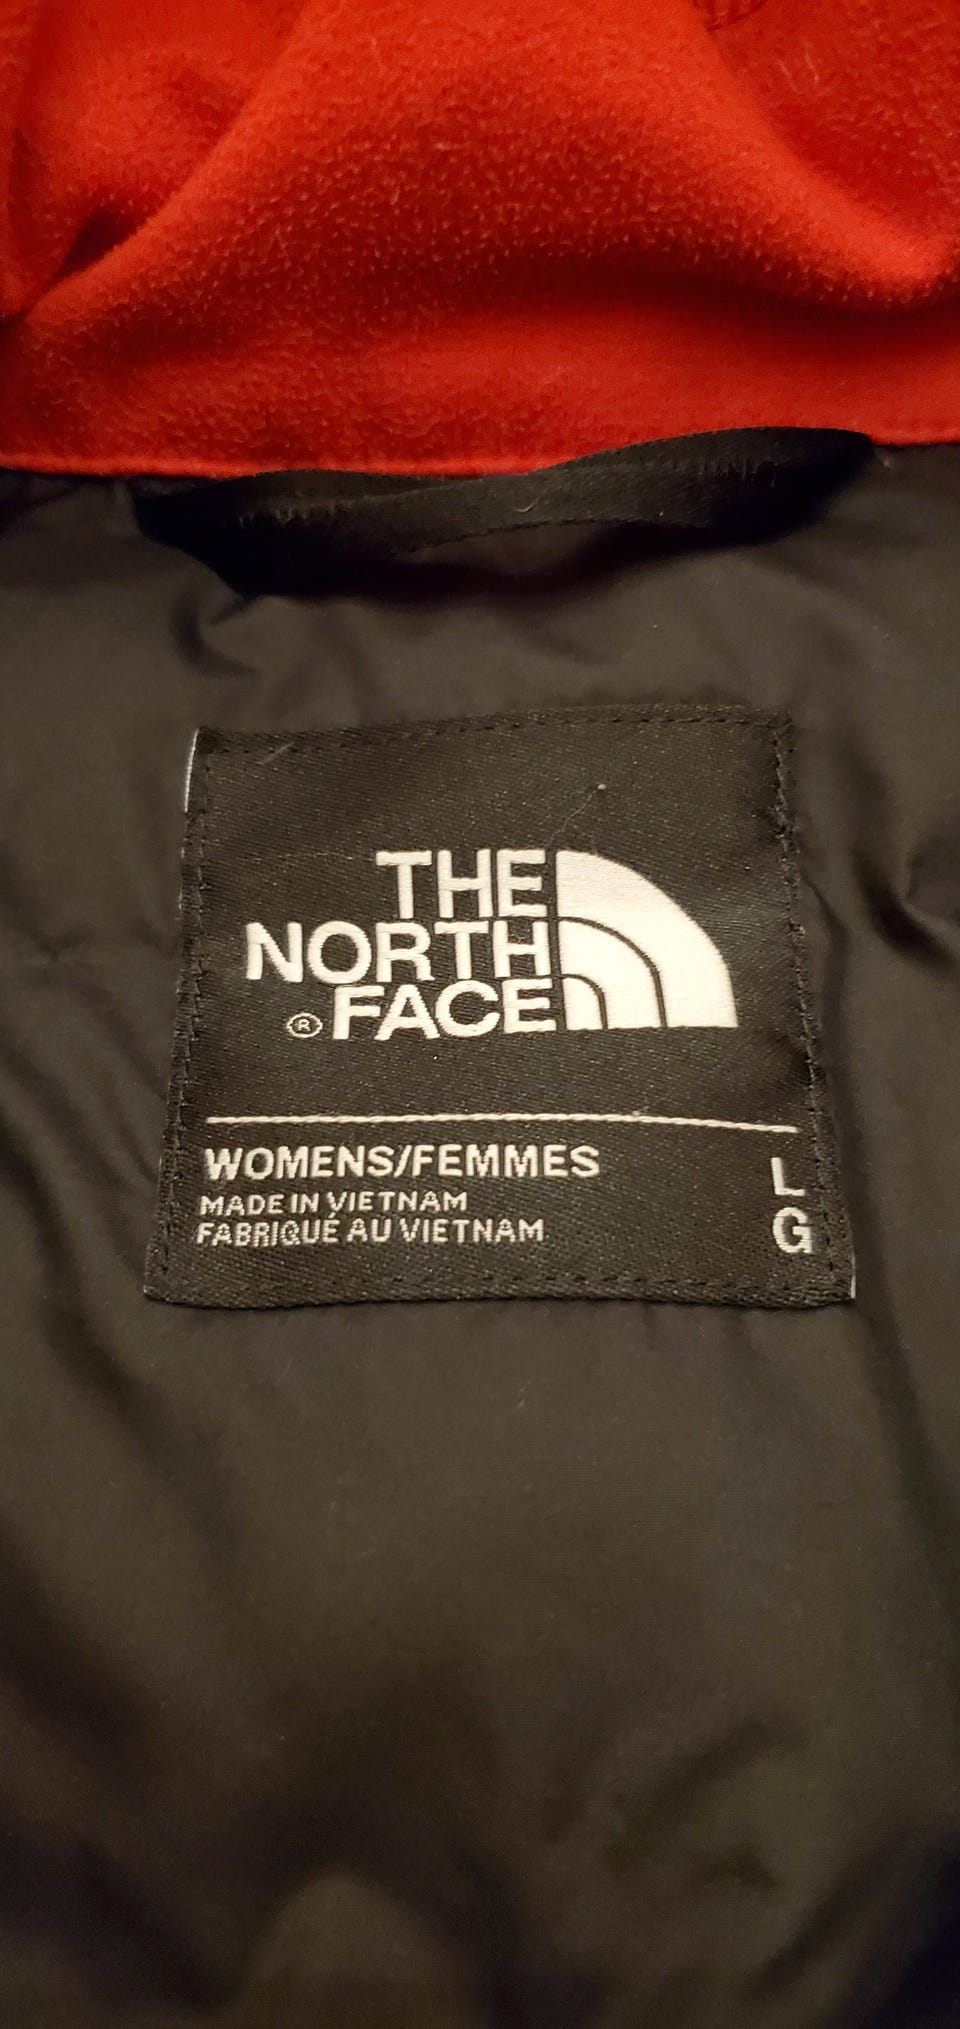 THE
NORTH
® FACE
WOMENS/FEMMES
MADE IN VIETNAM
FABRIQUÉ AU VIETNAM
L
G